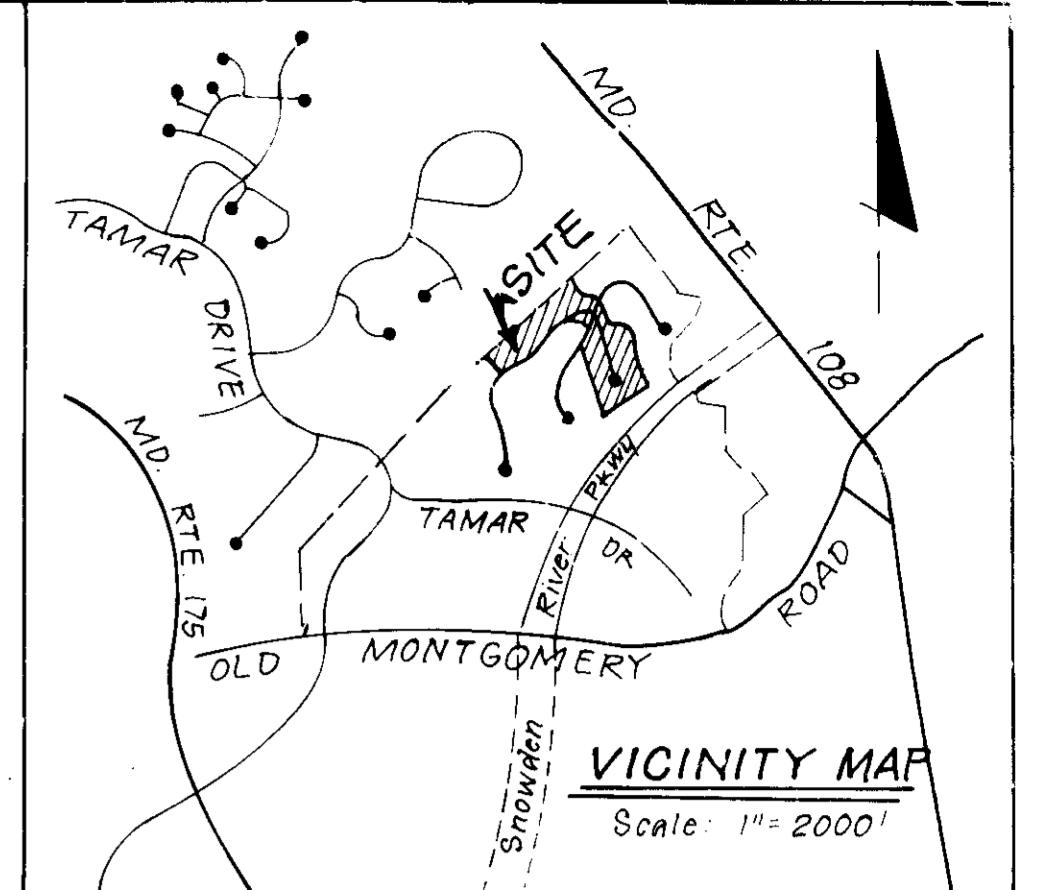 MD. RTE. 108
SITE
TAMAR DRIVE
MD. RTE. 175
TAMAR DR
Snowden River Pkwy
OLD MONTGOMERY ROAD
VICINITY MAP
Scale: 1"= 2000'